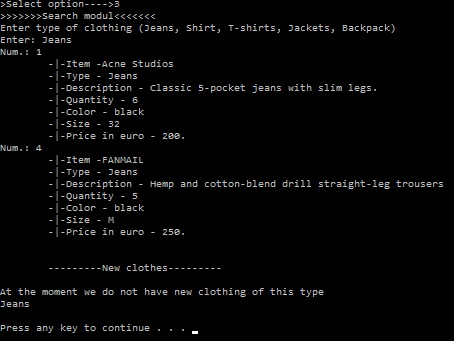 >Select option---->3
>>>>>>>Search modul<<<<<<<
Enter type of clothing (Jeans, Shirt, T-shirts, Jackets, Backpack)
Enter: Jeans
Num.: 1
-|-Item -Acne Studios
-|-Type - Jeans
-|-Description - Classic 5-pocket jeans with slim legs.
-|-Quantity - 6
-|-Color - black
-|-Size - 32
-|-Price in euro - 200.
Num.: 4
-|-Item -FANMAIL
-|-Type - Jeans
-|-Description - Hemp and cotton-blend drill straight-leg trousers
-|-Quantity - 5
-|-Color - black
-|-Size - M
-|-Price in euro - 250.
---------New clothes---------
At the moment we do not have new clothing of this type
Jeans
Press any key to continue . . .